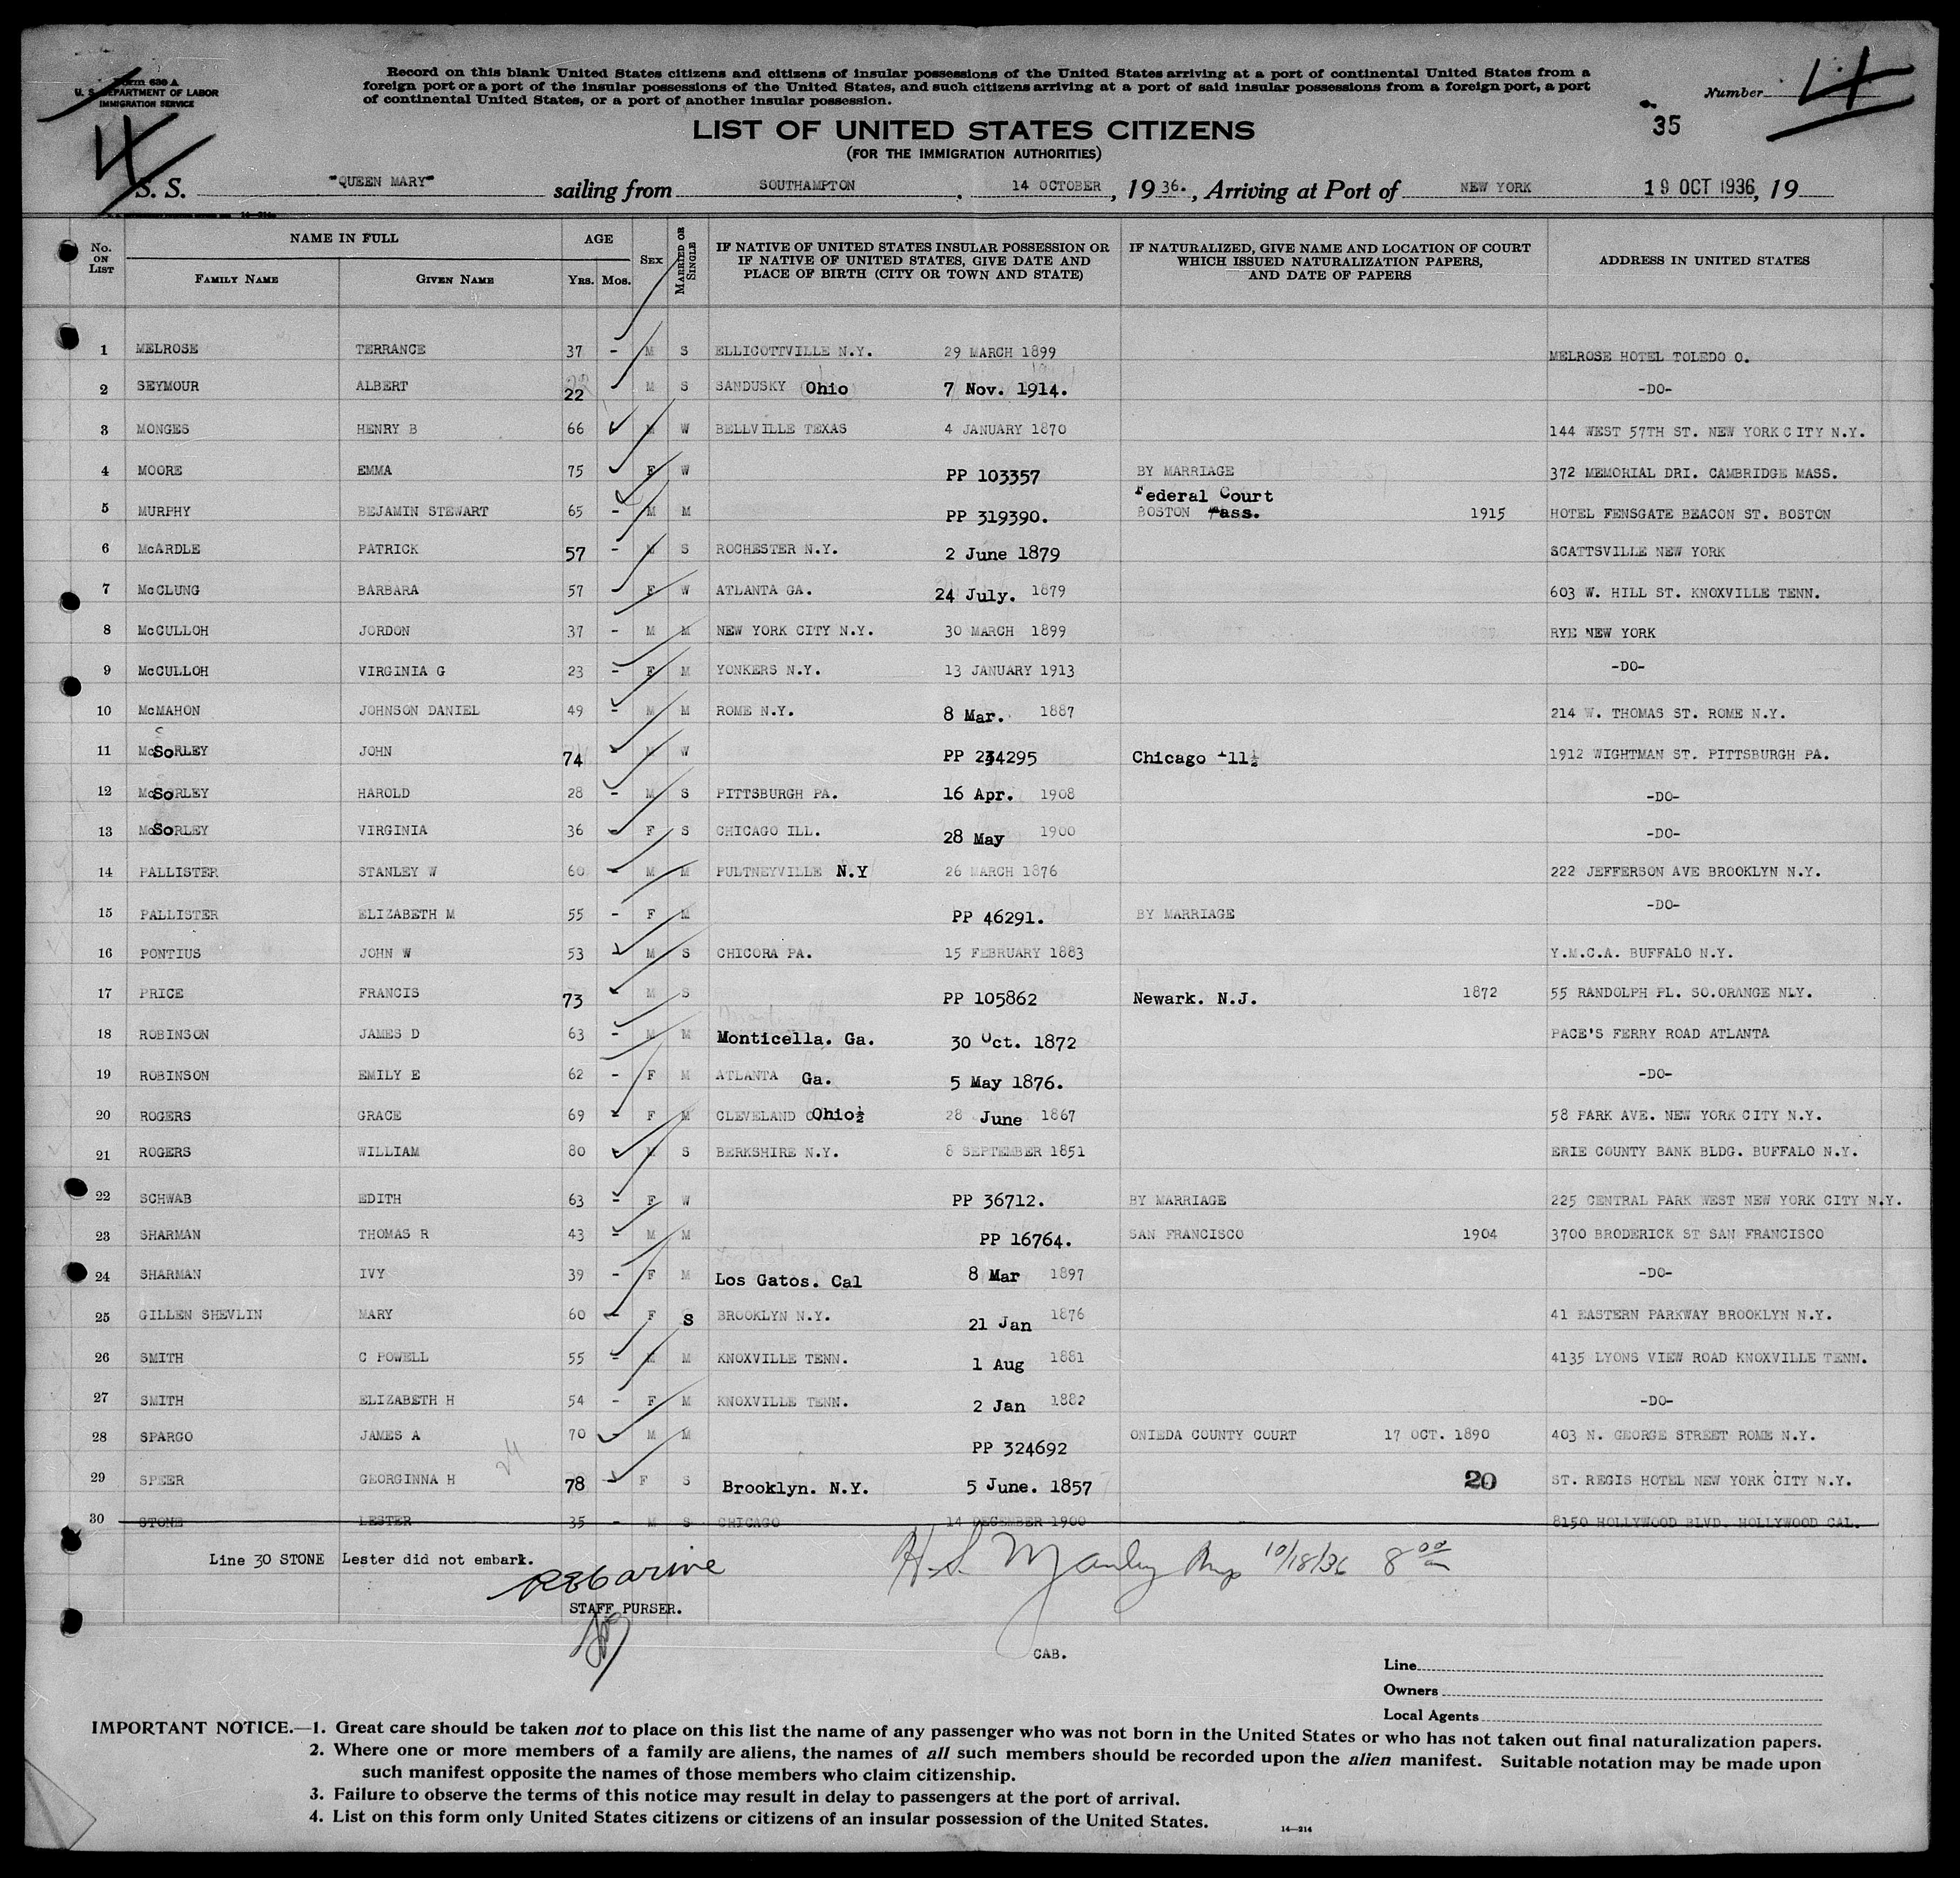 Form 630 A
U. S. DEPARTMENT OF LABOR
IMMIGRATION SERVICE
Record on this blank United States citizens and citizens of insular possessions of the United States arriving at a port of continental United States from a
foreign port or a port of the insular possessions of the United States, and such citizens arriving at a port of said insular possessions from a foreign port, a port
of continental United States, or a port of another insular possession.
Number
35
LIST OF UNITED STATES CITIZENS
(FOR THE IMMIGRATION AUTHORITIES)
S. S. "QUEEN MARY" sailing from SOUTHAMPTON, 14 OCTOBER, 19 36., Arriving at Port of NEW YORK 19 OCT 1936, 19
14—214
No. ON LIST
NAME IN FULL
FAMILY NAME GIVEN NAME
AGE
YRS. MOS.
SEX
MARRIED OR SINGLE
IF NATIVE OF UNITED STATES INSULAR POSSESSION OR IF NATIVE OF UNITED STATES, GIVE DATE AND PLACE OF BIRTH (CITY OR TOWN AND STATE)
IF NATURALIZED, GIVE NAME AND LOCATION OF COURT WHICH ISSUED NATURALIZATION PAPERS, AND DATE OF PAPERS
ADDRESS IN UNITED STATES
1 MELROSE TERRANCE 37 - M S ELLICOTTVILLE N.Y. 29 MARCH 1899 MELROSE HOTEL TOLEDO O.
2 SEYMOUR ALBERT 22 M S SANDUSKY Ohio 7 Nov. 1914. -DO-
3 MONGES HENRY B 66 M W BELLVILLE TEXAS 4 JANUARY 1870 144 WEST 57TH ST. NEW YORK CITY N.Y.
4 MOORE EMMA 75 F W PP 103357 BY MARRIAGE 372 MEMORIAL DRI. CAMBRIDGE MASS.
5 MURPHY BEJAMIN STEWART 65 - M M PP 319390. Federal Court BOSTON Mass. 1915 HOTEL FENSGATE BEACON ST. BOSTON
6 McARDLE PATRICK 57 - M S ROCHESTER N.Y. 2 June 1879 SCATTSVILLE NEW YORK
7 McCLUNG BARBARA 57 F W ATLANTA GA. 24 July. 1879 603 W. HILL ST. KNOXVILLE TENN.
8 McCULLOH JORDON 37 - M M NEW YORK CITY N.Y. 30 MARCH 1899 RYE NEW YORK
9 McCULLOH VIRGINIA G 23 - F M YONKERS N.Y. 13 JANUARY 1913 -DO-
10 McMAHON JOHNSON DANIEL 49 - M M ROME N.Y. 8 Mar. 1887 214 W. THOMAS ST. ROME N.Y.
11 McSoRLEY JOHN 74 - M W PP 234295 Chicago 11½ 1912 WIGHTMAN ST. PITTSBURGH PA.
12 McSoRLEY HAROLD 28 - M S PITTSBURGH PA. 16 Apr. 1908 -DO-
13 McSoRLEY VIRGINIA 36 - F S CHICAGO ILL. 28 May 1900 -DO-
14 PALLISTER STANLEY W 60 - M M PULTNEYVILLE N.Y 26 MARCH 1876 222 JEFFERSON AVE BROOKLYN N.Y.
15 PALLISTER ELIZABETH M 55 - F M PP 46291. BY MARRIAGE -DO-
16 PONTIUS JOHN W 53 - M S CHICORA PA. 15 FEBRUARY 1883 Y.M.C.A. BUFFALO N.Y.
17 PRICE FRANCIS 73 - M S PP 105862 Newark. N.J. 1872 55 RANDOLPH PL. SO.ORANGE NLY.
18 ROBINSON JAMES D 63 - M M Monticella. Ga. 30 Oct. 1872 PACE'S FERRY ROAD ATLANTA
19 ROBINSON EMILY E 62 - F M ATLANTA Ga. 5 May 1876. -DO-
20 ROGERS GRACE 69 - F M CLEVELAND Ohio½ 28 June 1867 58 PARK AVE. NEW YORK CITY N.Y.
21 ROGERS WILLIAM 80 - M S BERKSHIRE N.Y. 8 SEPTEMBER 1851 ERIE COUNTY BANK BLDG. BUFFALO N.Y.
22 SCHWAB EDITH 63 - F W PP 36712. BY MARRIAGE 225 CENTRAL PARK WEST NEW YORK CITY N.Y.
23 SHARMAN THOMAS R 43 - M M PP 16764. SAN FRANCISCO 1904 3700 BRODERICK ST SAN FRANCISCO
24 SHARMAN IVY 39 - F M Los Gatos. Cal 8 Mar 1897 -DO-
25 GILLEN SHEVLIN MARY 60 - F S BROOKLYN N.Y. 21 Jan 1876 41 EASTERN PARKWAY BROOKLYN N.Y.
26 SMITH C POWELL 55 - M M KNOXVILLE TENN. 1 Aug 1881 4135 LYONS VIEW ROAD KNOXVILLE TENN.
27 SMITH ELIZABETH H 54 - F M KNOXVILLE TENN. 2 Jan 1882 -DO-
28 SPARGO JAMES A 70 - M M PP 324692 ONIEDA COUNTY COURT 17 OCT. 1890 403 N. GEORGE STREET ROME N.Y.
29 SPEER GEORGINNA H 78 - F S Brooklyn. N.Y. 5 June. 1857 20 ST. REGIS HOTEL NEW YORK CITY N.Y.
30 STONE LESTER 35 - M S CHICAGO 14 DECEMBER 1900 8150 HOLLYWOOD BLVD. HOLLYWOOD CAL.
Line 30 STONE Lester did not embark.
H.S. Manley 10/18/36 8 00
STAFF PURSER.
CAB.
Line
Owners
Local Agents
IMPORTANT NOTICE.—1. Great care should be taken not to place on this list the name of any passenger who was not born in the United States or who has not taken out final naturalization papers.
2. Where one or more members of a family are aliens, the names of all such members should be recorded upon the alien manifest. Suitable notation may be made upon
such manifest opposite the names of those members who claim citizenship.
3. Failure to observe the terms of this notice may result in delay to passengers at the port of arrival.
4. List on this form only United States citizens or citizens of an insular possession of the United States.
14—214